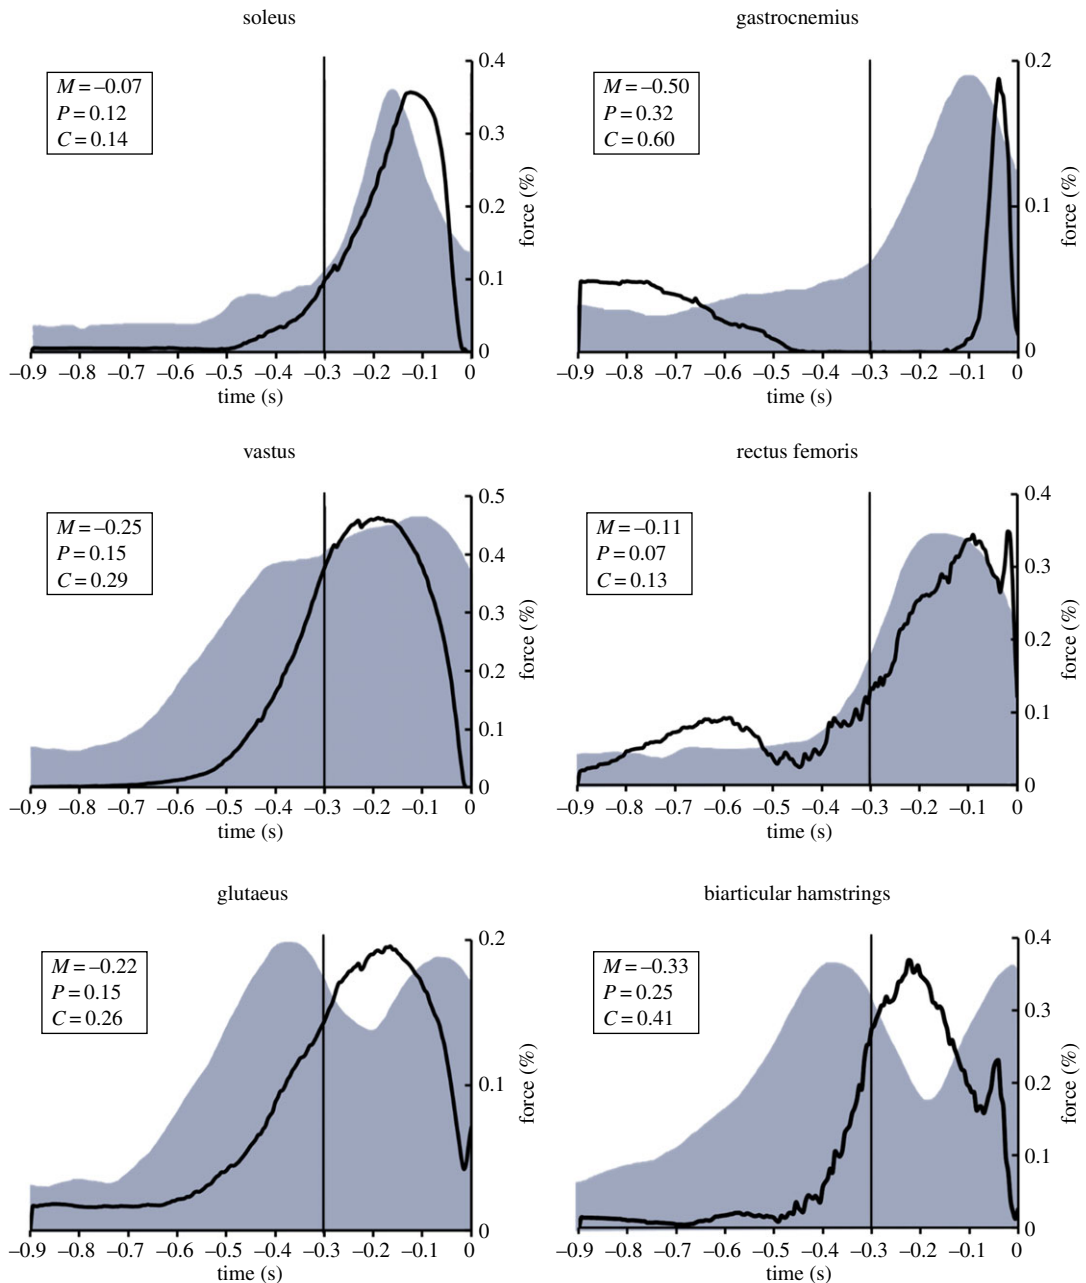 soleus
M = –0.07
P = 0.12
C = 0.14
0.4
0.3
0.2
0.1
0
force (%)
–0.9 –0.8 –0.7 –0.6 –0.5 –0.4 –0.3 –0.2 –0.1 0
time (s)
gastrocnemius
M = –0.50
P = 0.32
C = 0.60
0.2
0.1
0
force (%)
–0.9 –0.8 –0.7 –0.6 –0.5 –0.4 –0.3 –0.2 –0.1 0
time (s)
vastus
M = –0.25
P = 0.15
C = 0.29
0.5
0.4
0.3
0.2
0.1
0
force (%)
–0.9 –0.8 –0.7 –0.6 –0.5 –0.4 –0.3 –0.2 –0.1 0
time (s)
rectus femoris
M = –0.11
P = 0.07
C = 0.13
0.4
0.3
0.2
0.1
0
force (%)
–0.9 –0.8 –0.7 –0.6 –0.5 –0.4 –0.3 –0.2 –0.1 0
time (s)
glutaeus
M = –0.22
P = 0.15
C = 0.26
0.2
0.1
0
force (%)
–0.9 –0.8 –0.7 –0.6 –0.5 –0.4 –0.3 –0.2 –0.1 0
time (s)
biarticular hamstrings
M = –0.33
P = 0.25
C = 0.41
0.4
0.3
0.2
0.1
0
force (%)
–0.9 –0.8 –0.7 –0.6 –0.5 –0.4 –0.3 –0.2 –0.1 0
time (s)